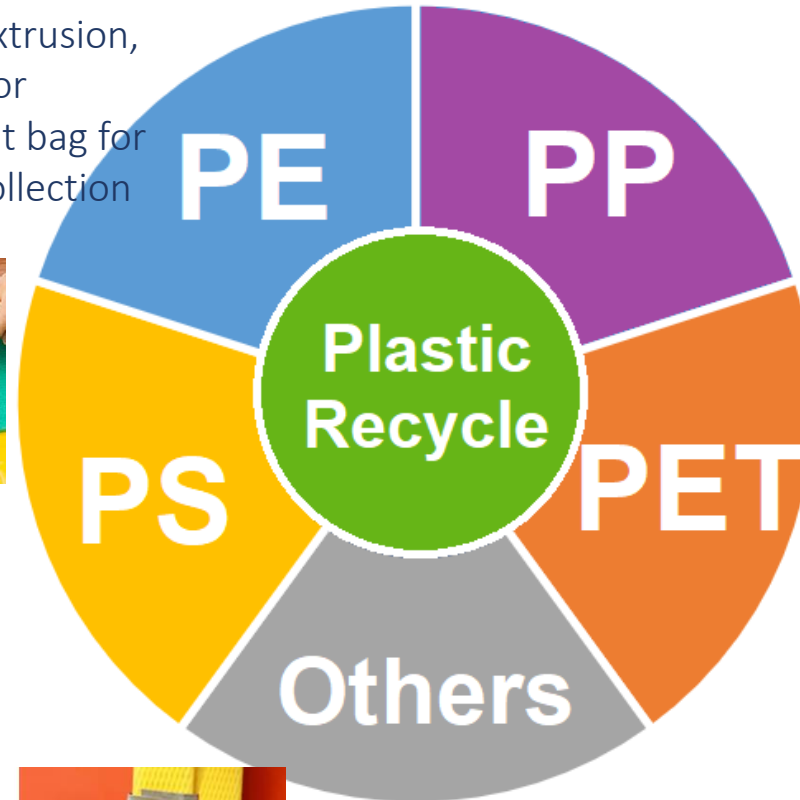 xtrusion,
or
t bag for
ollection
PE
PP
Plastic
Recycle
PS
PET
Others